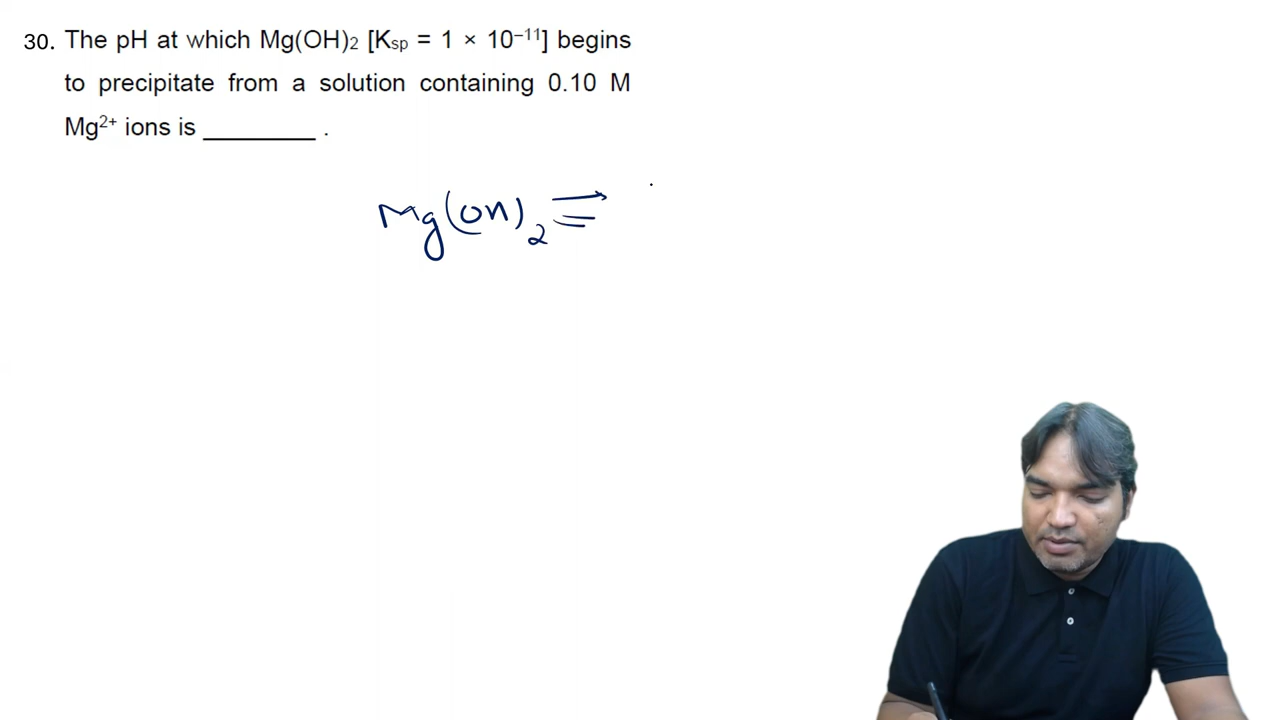 30. The pH at which Mg(OH)₂ [Kₛₚ = 1 × 10⁻¹¹] begins
to precipitate from a solution containing 0.10 M
Mg²⁺ ions is ________ .
Mg(OH)₂ ⇌